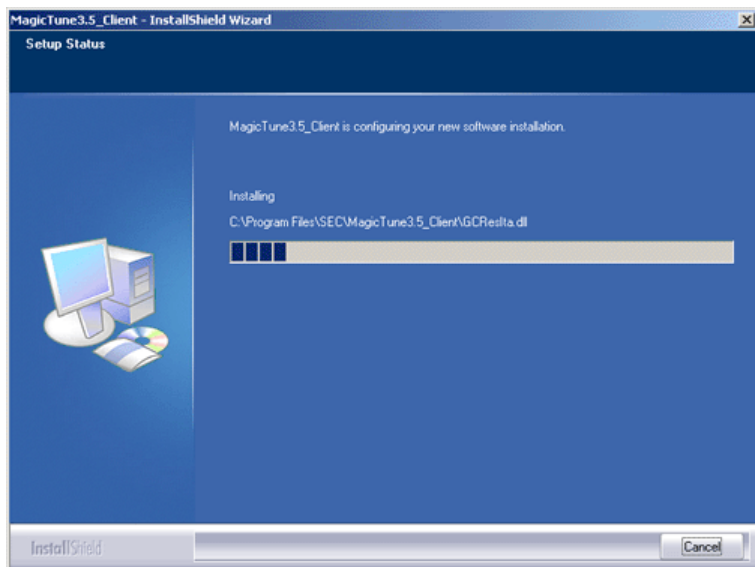 MagicTune3.5_Client - InstallShield Wizard
Setup Status
MagicTune3.5_Client is configuring your new software installation.
Installing
C:\Program Files\SEC\MagicTune3.5_Client\GCResIta.dll
InstallShield
Cancel